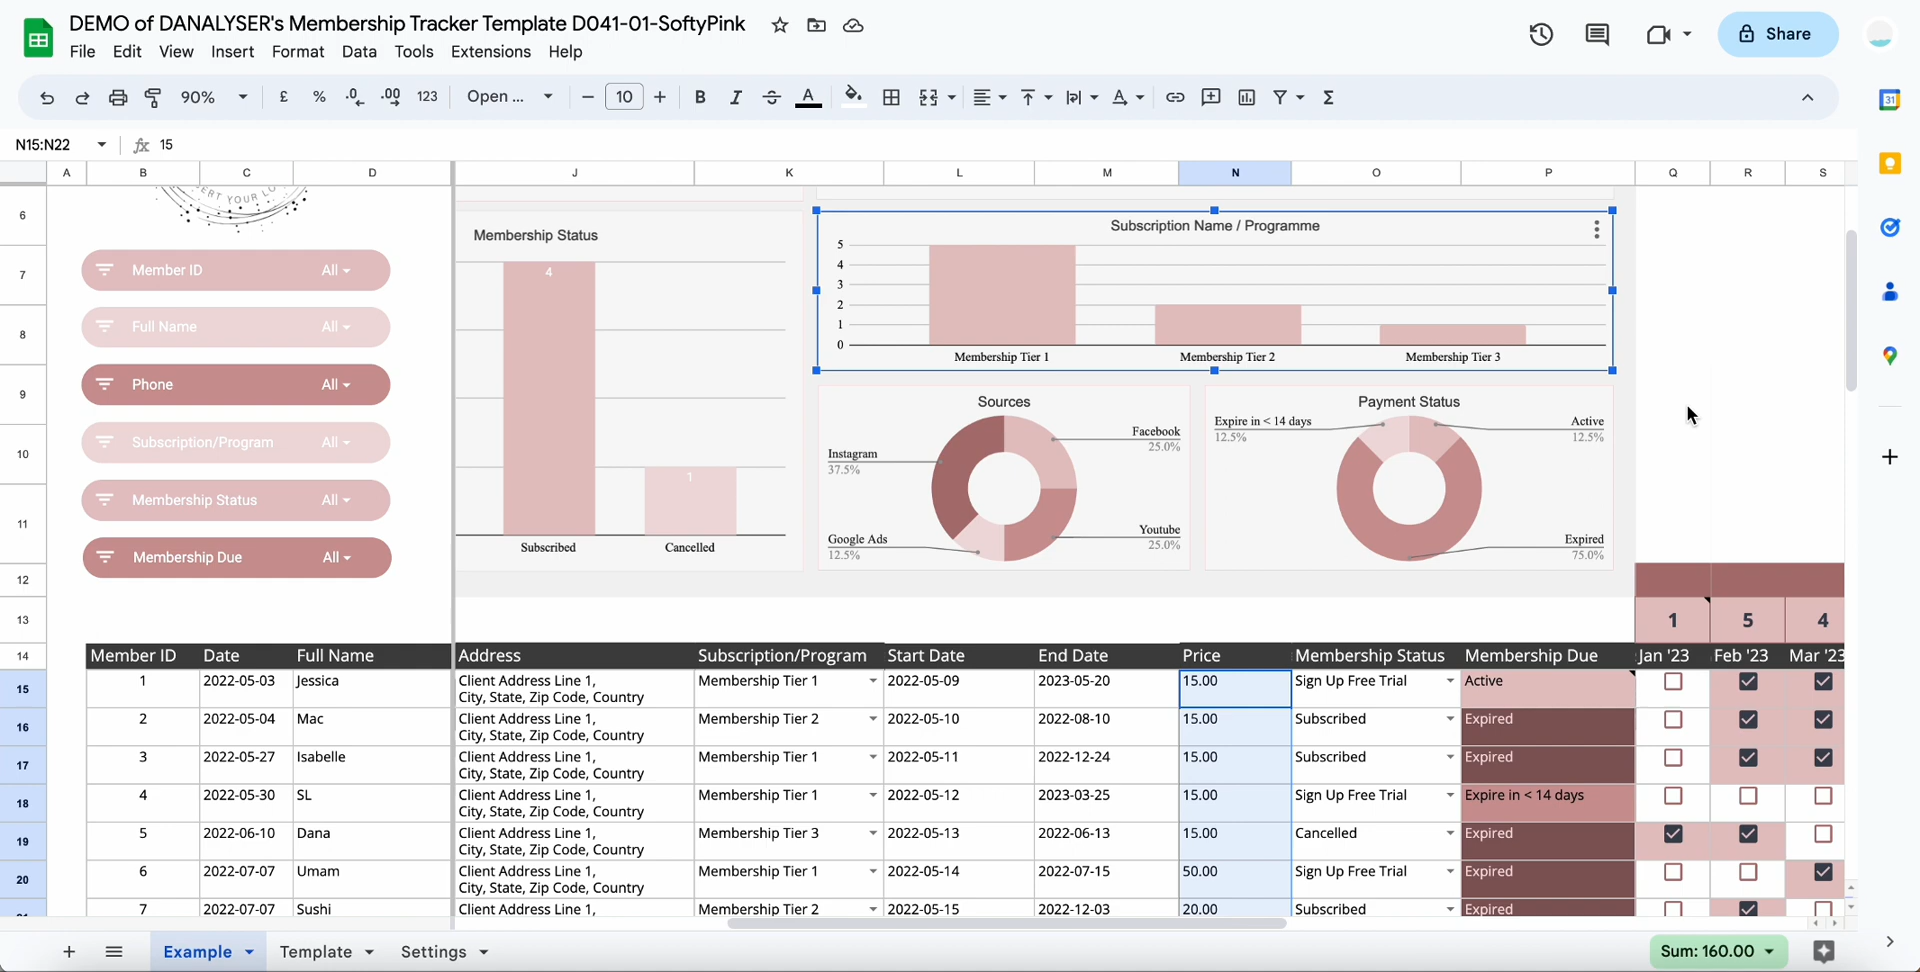 DEMO of DANALYSER's Membership Tracker Template D041-01-SoftyPink
Share
File Edit View Insert Format Data Tools Extensions Help
90% £ % .0 .00 123 Open ... 10 B I S A Σ
31
N15:N22 fx 15
A B C D J K L M N O P Q R S
6
ERT YOUR LO
Membership Status
Subscription Name / Programme
7
Member ID All
8
Full Name All
9
Phone All
10
Subscription/Program All
11
Membership Status All
12
Membership Due All
4
1
Subscribed Cancelled
5
4
3
2
1
0
Membership Tier 1 Membership Tier 2 Membership Tier 3
Sources
Facebook
25.0%
Instagram
37.5%
Youtube
25.0%
Google Ads
12.5%
Payment Status
Expire in < 14 days
12.5%
Active
12.5%
Expired
75.0%
13 1 5 4
14 Member ID Date Full Name Address Subscription/Program Start Date End Date Price Membership Status Membership Due Jan '23 Feb '23 Mar '23
15 1 2022-05-03 Jessica Client Address Line 1, Membership Tier 1 2022-05-09 2023-05-20 15.00 Sign Up Free Trial Active
City, State, Zip Code, Country
16 2 2022-05-04 Mac Client Address Line 1, Membership Tier 2 2022-05-10 2022-08-10 15.00 Subscribed Expired
City, State, Zip Code, Country
17 3 2022-05-27 Isabelle Client Address Line 1, Membership Tier 1 2022-05-11 2022-12-24 15.00 Subscribed Expired
City, State, Zip Code, Country
18 4 2022-05-30 SL Client Address Line 1, Membership Tier 1 2022-05-12 2023-03-25 15.00 Sign Up Free Trial Expire in < 14 days
City, State, Zip Code, Country
19 5 2022-06-10 Dana Client Address Line 1, Membership Tier 3 2022-05-13 2022-06-13 15.00 Cancelled Expired
City, State, Zip Code, Country
20 6 2022-07-07 Umam Client Address Line 1, Membership Tier 1 2022-05-14 2022-07-15 50.00 Sign Up Free Trial Expired
City, State, Zip Code, Country
7 2022-07-07 Sushi Client Address Line 1, Membership Tier 2 2022-05-15 2022-12-03 20.00 Subscribed Expired
Example Template Settings Sum: 160.00